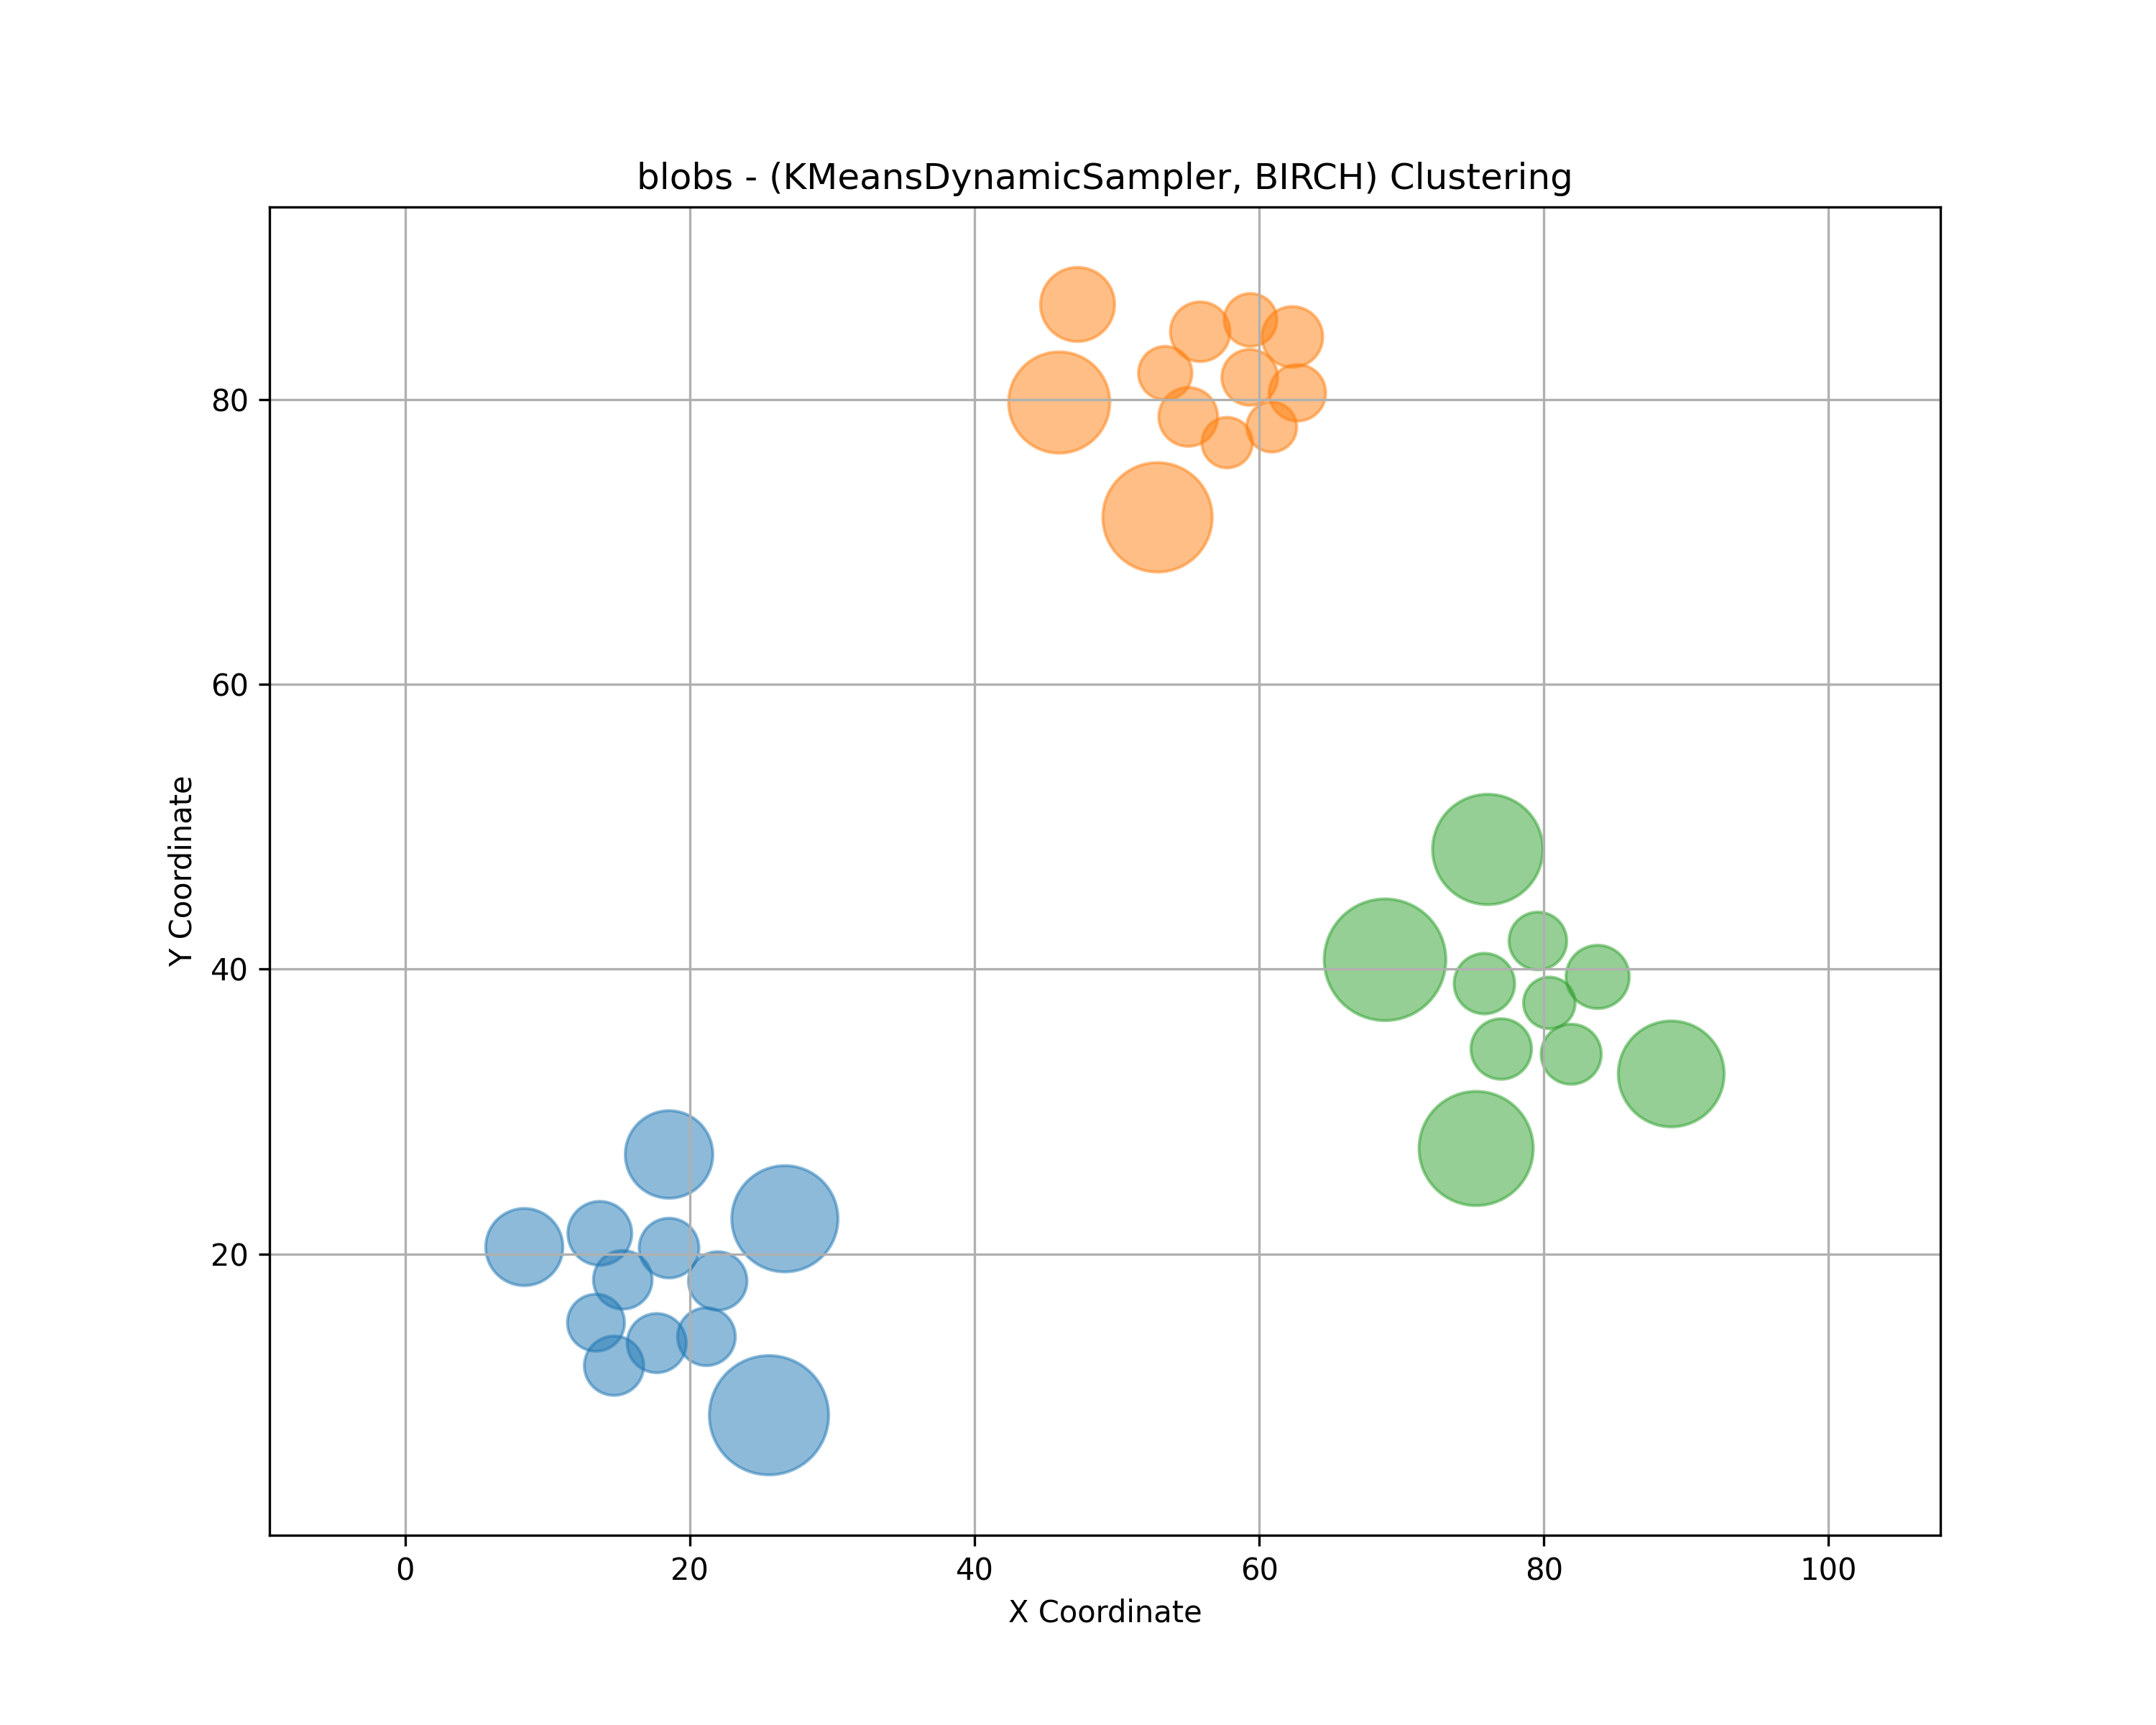 blobs - (KMeansDynamicSampler, BIRCH) Clustering
80
60
40
20
Y Coordinate
0 20 40 60 80 100
X Coordinate